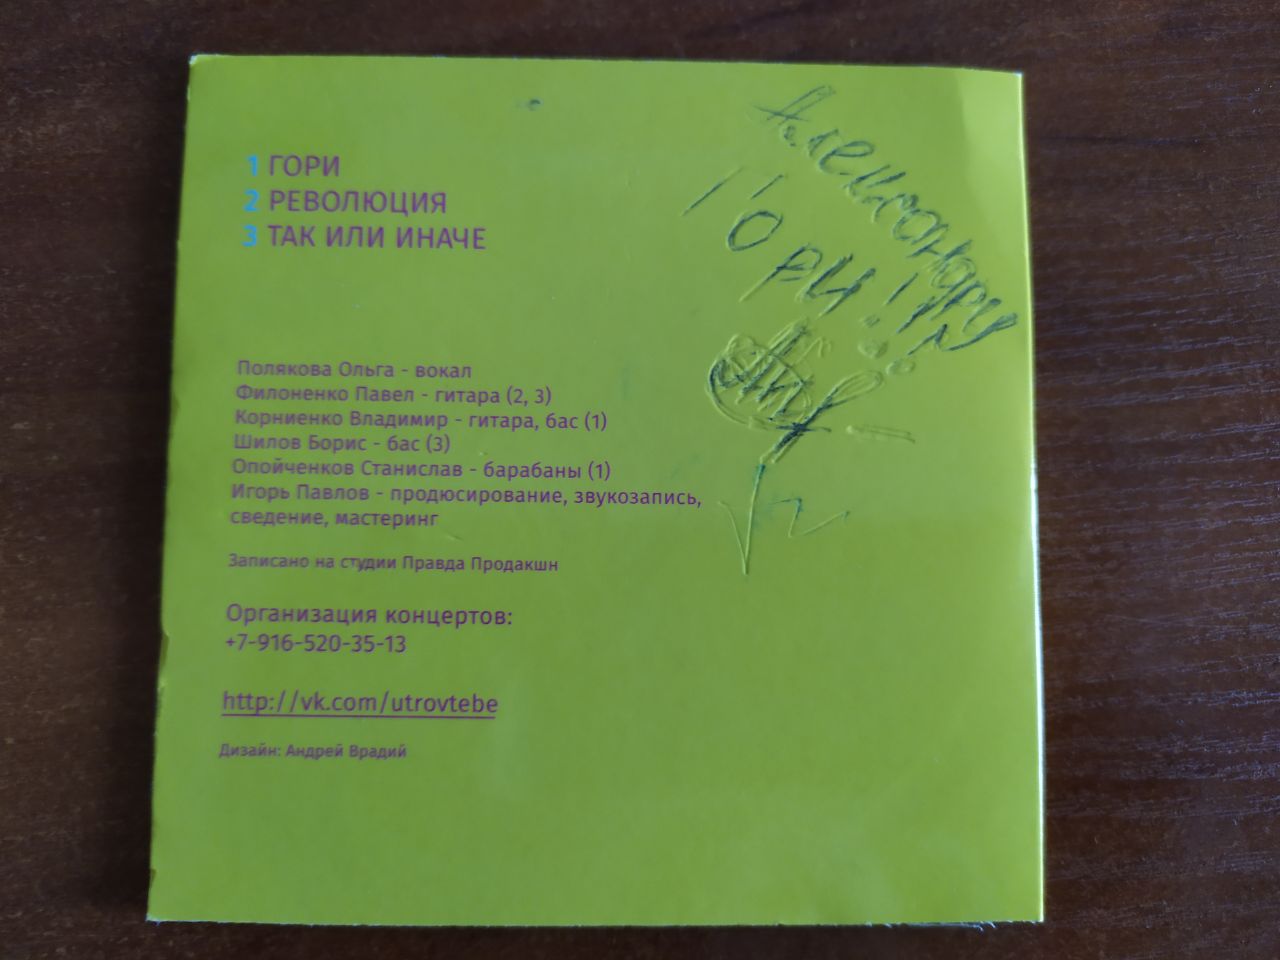 1 ГОРИ
2 РЕВОЛЮЦИЯ
3 ТАК ИЛИ ИНАЧЕ
Александру
Гори!!!
Полякова Ольга - вокал
Филоненко Павел - гитара (2, 3)
Корниенко Владимир - гитара, бас (1)
Шилов Борис - бас (3)
Опойченков Станислав - барабаны (1)
Игорь Павлов - продюсирование, звукозапись,
сведение, мастеринг
Записано на студии Правда Продакшн
Организация концертов:
+7-916-520-35-13
http://vk.com/utrovtebe
Дизайн: Андрей Врадий